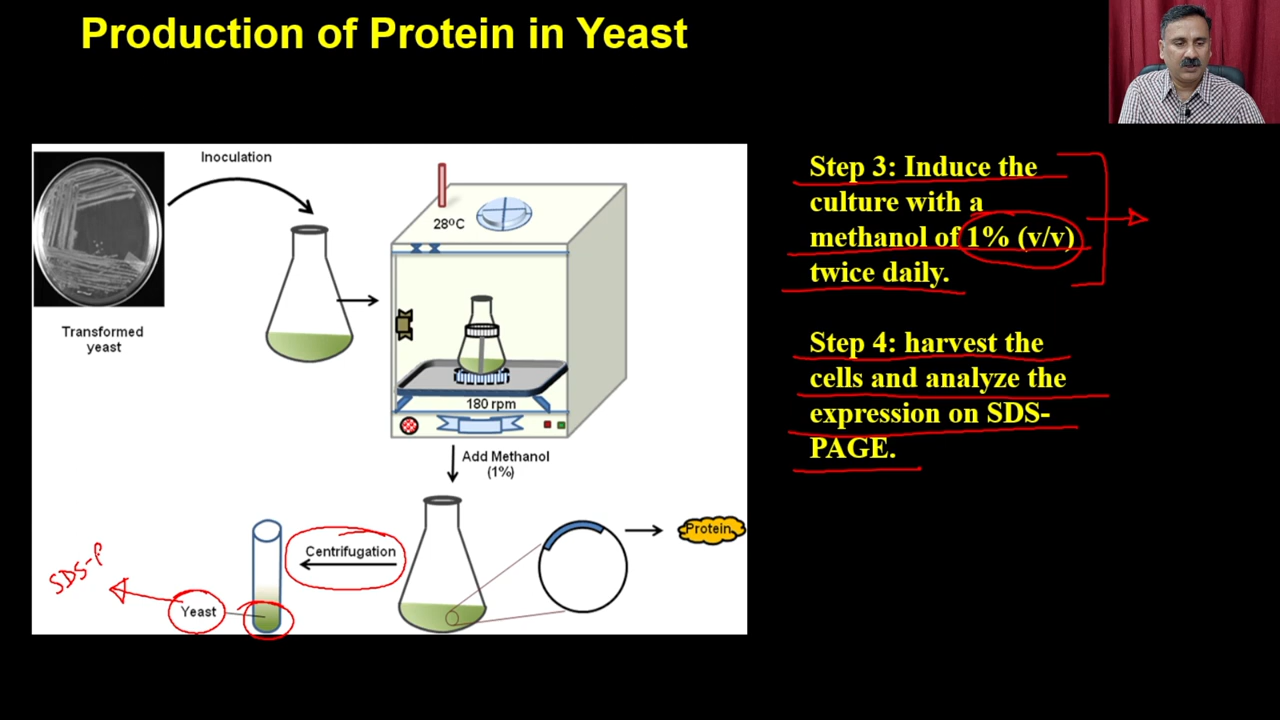 Production of Protein in Yeast
Inoculation
28⁰C
Transformed
yeast
180 rpm
Add Methanol
(1%)
Centrifugation
Protein
Yeast
SDS-P
Step 3: Induce the
culture with a
methanol of 1% (v/v)
twice daily.
Step 4: harvest the
cells and analyze the
expression on SDS-
PAGE.